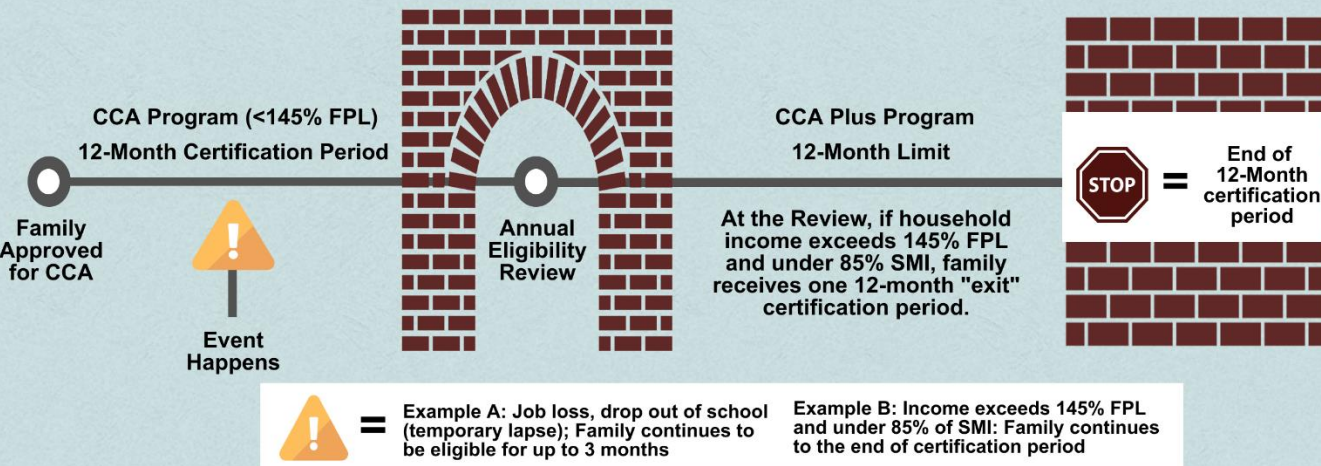 CCA Program (<145% FPL)
12-Month Certification Period
Family
Approved
for CCA
!
Event
Happens
Annual
Eligibility
Review
CCA Plus Program
12-Month Limit
At the Review, if household
income exceeds 145% FPL
and under 85% SMI, family
receives one 12-month "exit"
certification period.
STOP
=
End of
12-Month
certification
period
!
=
Example A: Job loss, drop out of school
(temporary lapse); Family continues to
be eligible for up to 3 months
Example B: Income exceeds 145% FPL
and under 85% of SMI: Family continues
to the end of certification period